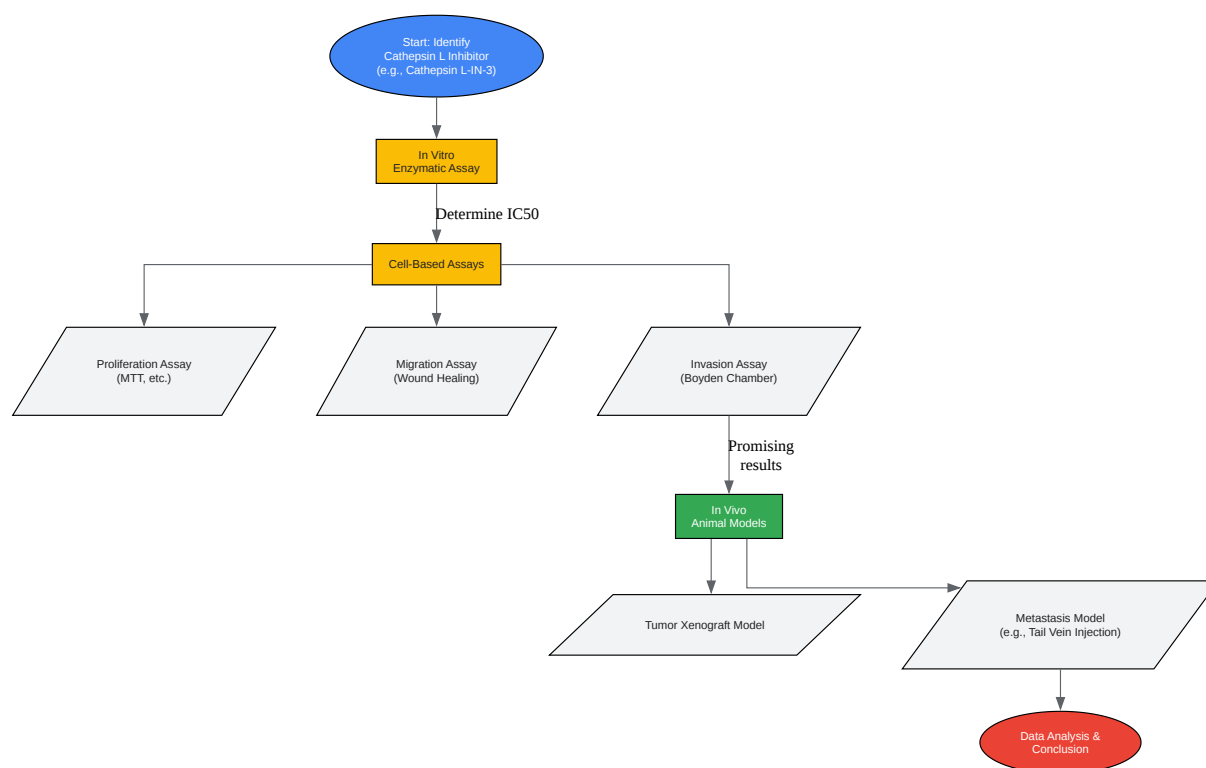 Start: Identify
Cathepsin L Inhibitor
(e.g., Cathepsin L-IN-3)
In Vitro
Enzymatic Assay
Determine IC50
Cell-Based Assays
Proliferation Assay
(MTT, etc.)
Migration Assay
(Wound Healing)
Invasion Assay
(Boyden Chamber)
Promising
results
In Vivo
Animal Models
Tumor Xenograft Model
Metastasis Model
(e.g., Tail Vein Injection)
Data Analysis &
Conclusion